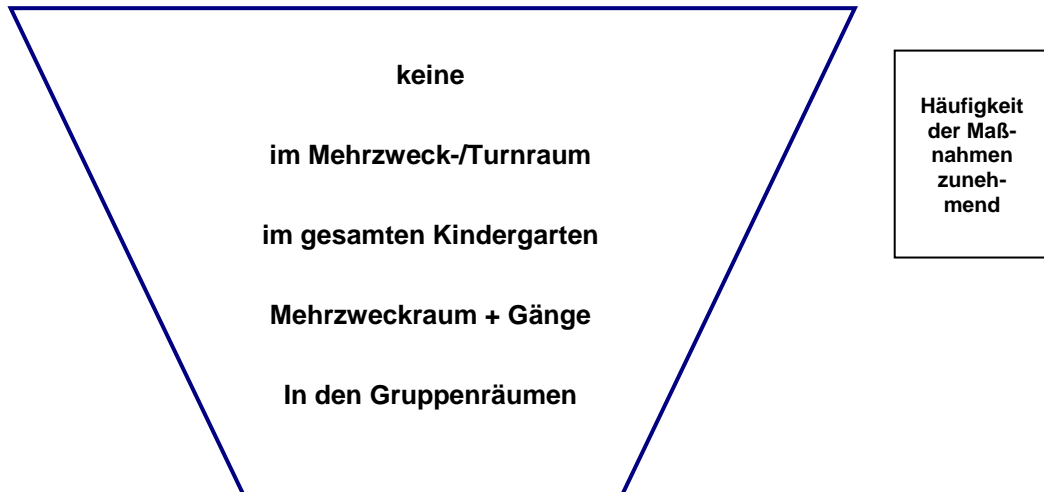 keine
im Mehrzweck-/Turnraum
im gesamten Kindergarten
Mehrzweckraum + Gänge
In den Gruppenräumen
Häufigkeit
der Maß-
nahmen
zuneh-
mend